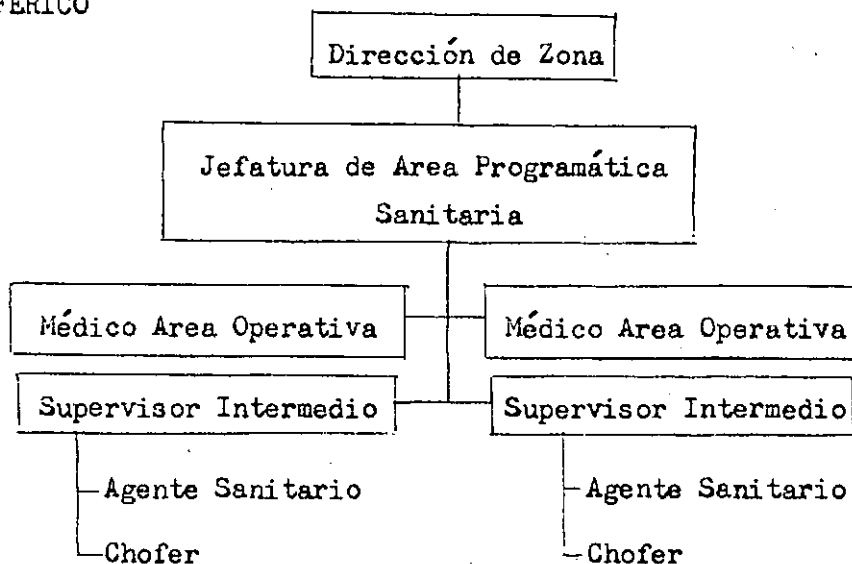 Dirección de Zona
Jefatura de Area Programática
Sanitaria
Médico Area Operativa Médico Area Operativa
Supervisor Intermedio Supervisor Intermedio
Agente Sanitario Agente Sanitario
Chofer Chofer